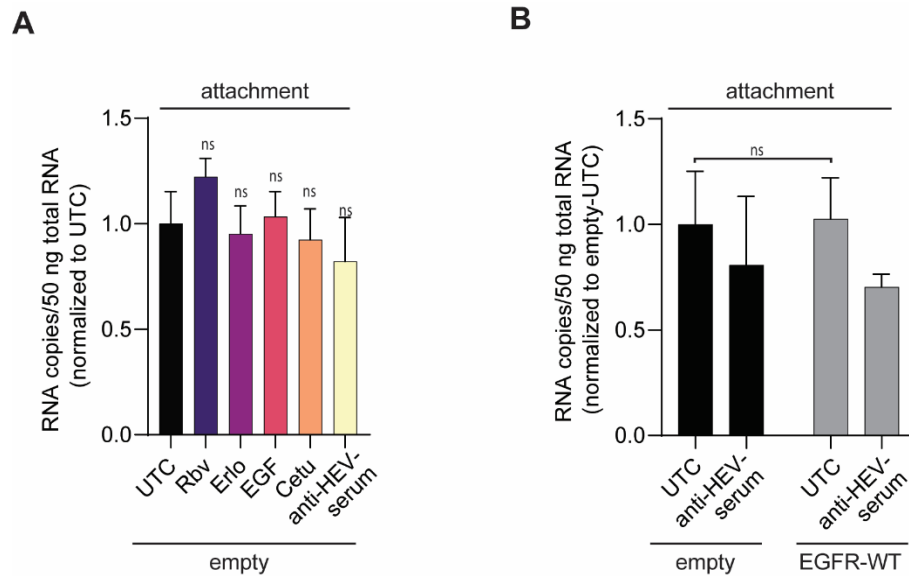 A
attachment
RNA copies/50 ng total RNA
(normalized to UTC)
1.5
1.0
0.5
0.0
ns
ns
ns
ns
ns
UTC
Rbv
Erlo
EGF
Cetu
anti-HEV-
serum
empty
B
attachment
RNA copies/50 ng total RNA
(normalized to empty-UTC)
1.5
1.0
0.5
0.0
ns
UTC
anti-HEV-
serum
UTC
anti-HEV-
serum
empty
EGFR-WT